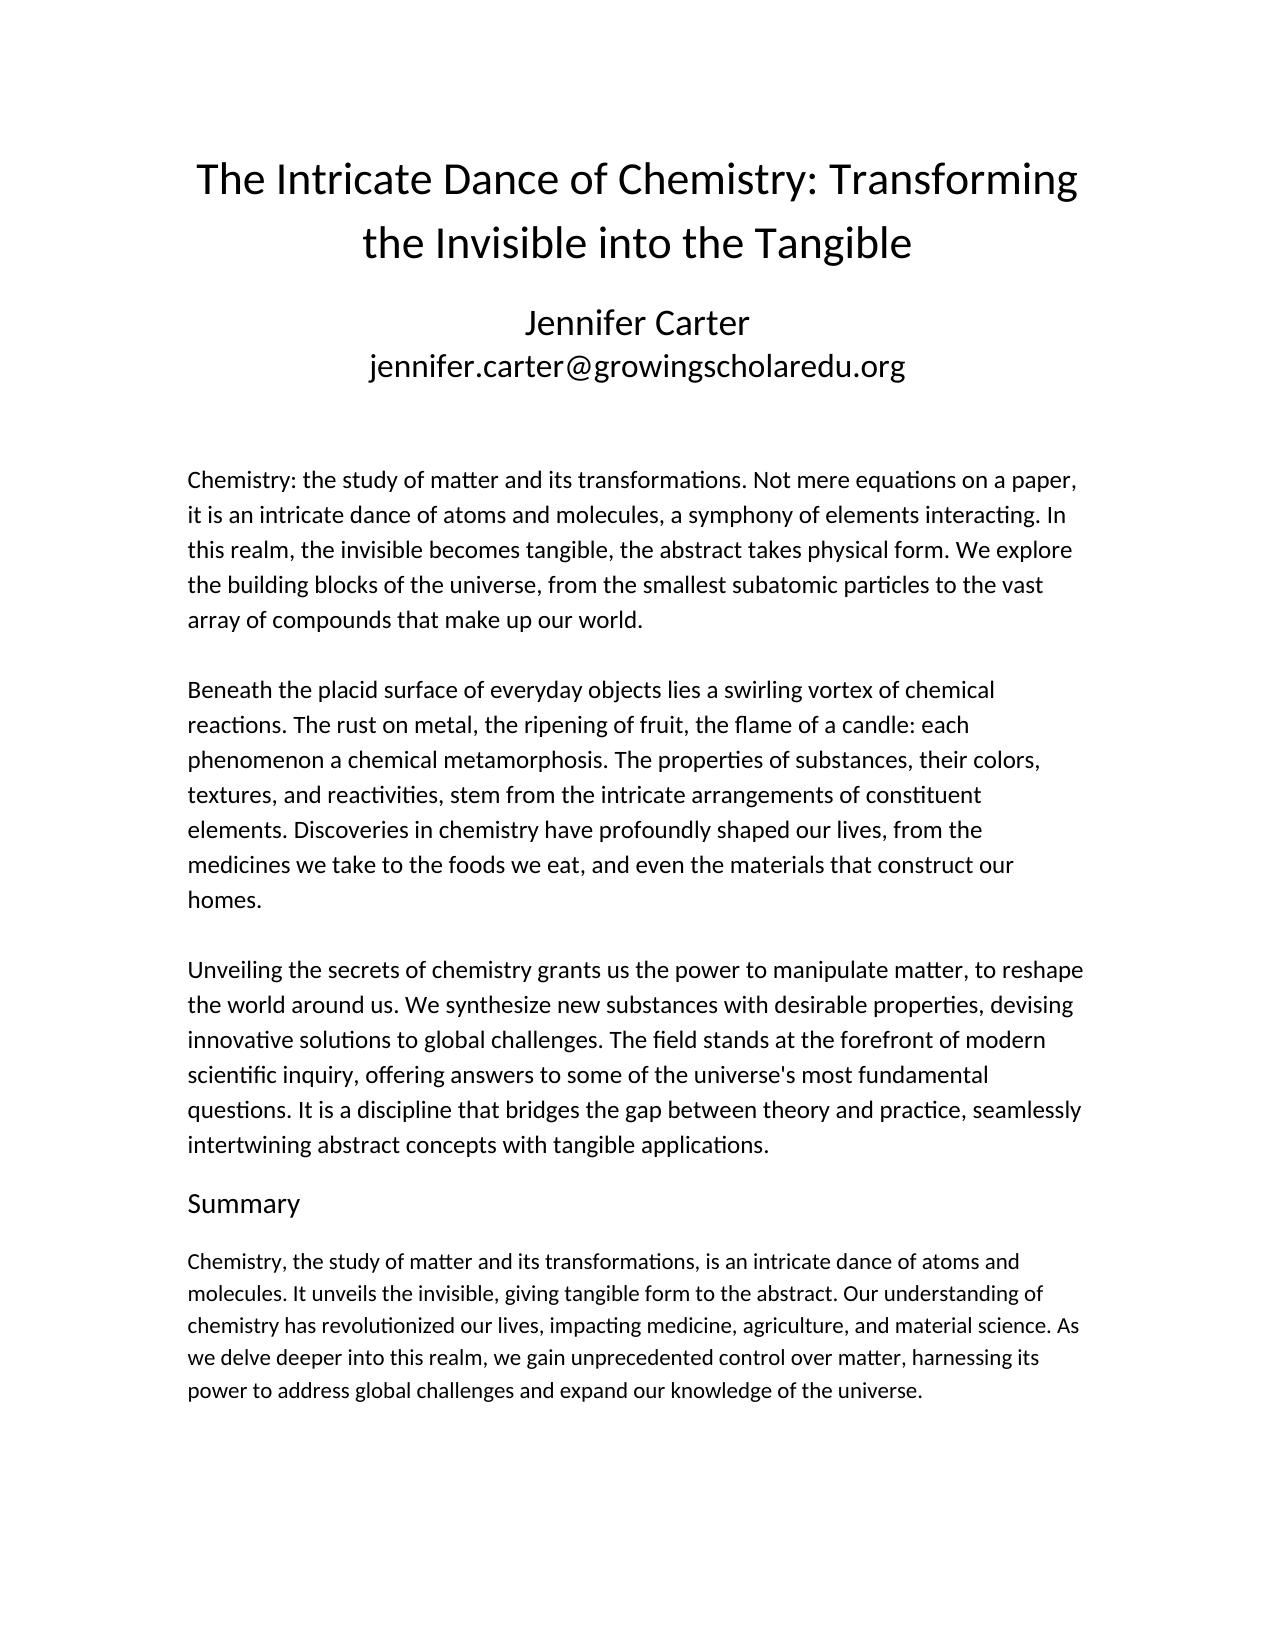 The Intricate Dance of Chemistry: Transforming
the Invisible into the Tangible
Jennifer Carter
jennifer.carter@growingscholaredu.org
Chemistry: the study of matter and its transformations. Not mere equations on a paper,
it is an intricate dance of atoms and molecules, a symphony of elements interacting. In
this realm, the invisible becomes tangible, the abstract takes physical form. We explore
the building blocks of the universe, from the smallest subatomic particles to the vast
array of compounds that make up our world.
Beneath the placid surface of everyday objects lies a swirling vortex of chemical
reactions. The rust on metal, the ripening of fruit, the flame of a candle: each
phenomenon a chemical metamorphosis. The properties of substances, their colors,
textures, and reactivities, stem from the intricate arrangements of constituent
elements. Discoveries in chemistry have profoundly shaped our lives, from the
medicines we take to the foods we eat, and even the materials that construct our
homes.
Unveiling the secrets of chemistry grants us the power to manipulate matter, to reshape
the world around us. We synthesize new substances with desirable properties, devising
innovative solutions to global challenges. The field stands at the forefront of modern
scientific inquiry, offering answers to some of the universe's most fundamental
questions. It is a discipline that bridges the gap between theory and practice, seamlessly
intertwining abstract concepts with tangible applications.
Summary
Chemistry, the study of matter and its transformations, is an intricate dance of atoms and
molecules. It unveils the invisible, giving tangible form to the abstract. Our understanding of
chemistry has revolutionized our lives, impacting medicine, agriculture, and material science. As
we delve deeper into this realm, we gain unprecedented control over matter, harnessing its
power to address global challenges and expand our knowledge of the universe.